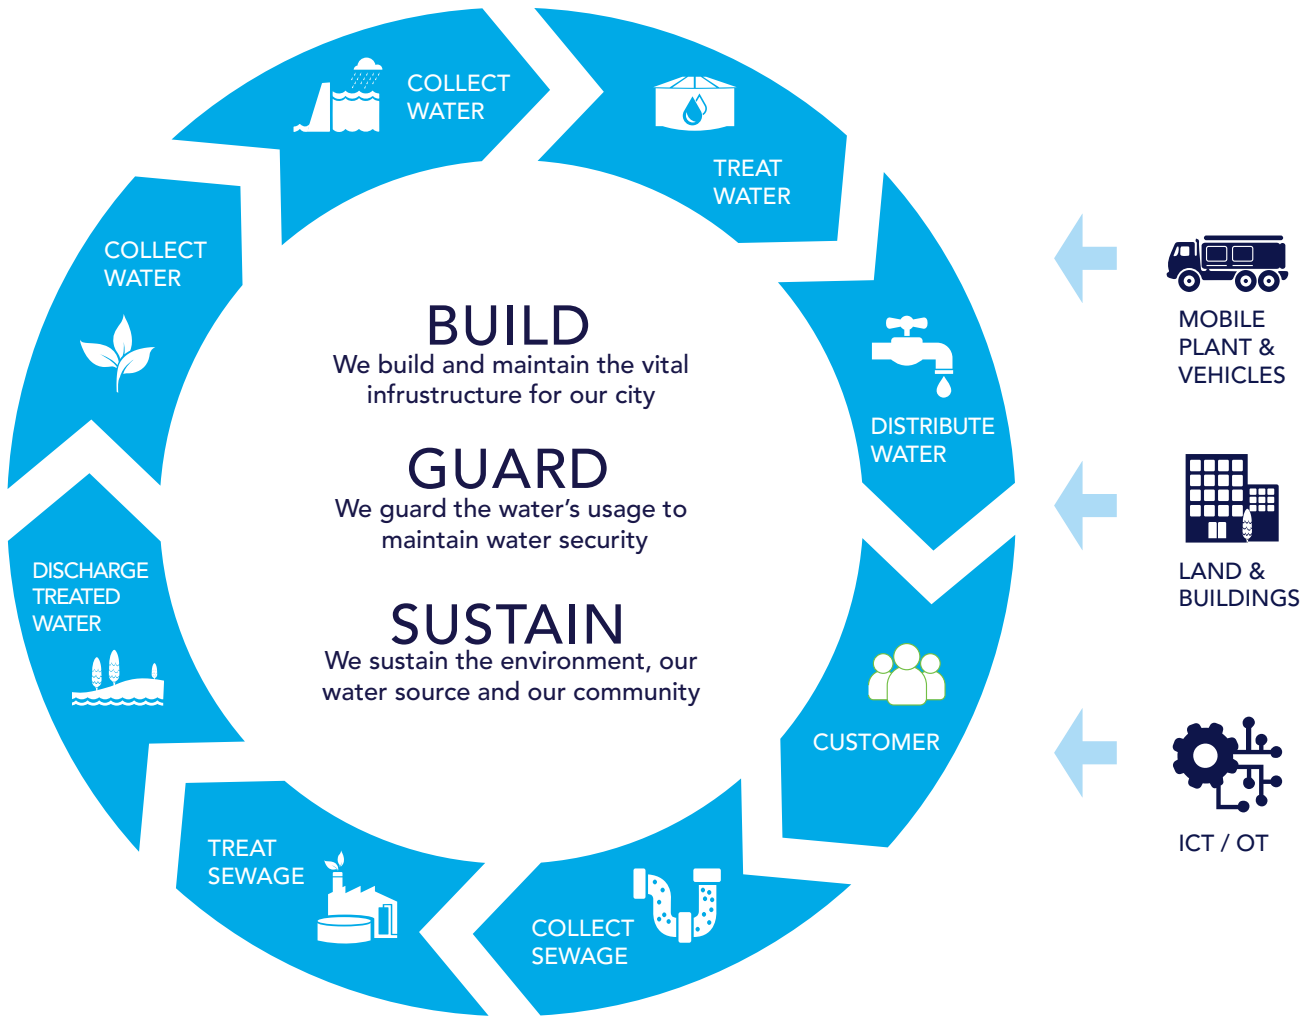 COLLECT
WATER
TREAT
WATER
DISTRIBUTE
WATER
CUSTOMER
COLLECT
SEWAGE
TREAT
SEWAGE
DISCHARGE
TREATED
WATER
COLLECT
WATER
BUILD
We build and maintain the vital
infrustructure for our city
GUARD
We guard the water’s usage to
maintain water security
SUSTAIN
We sustain the environment, our
water source and our community
MOBILE
PLANT &
VEHICLES
LAND &
BUILDINGS
ICT / OT